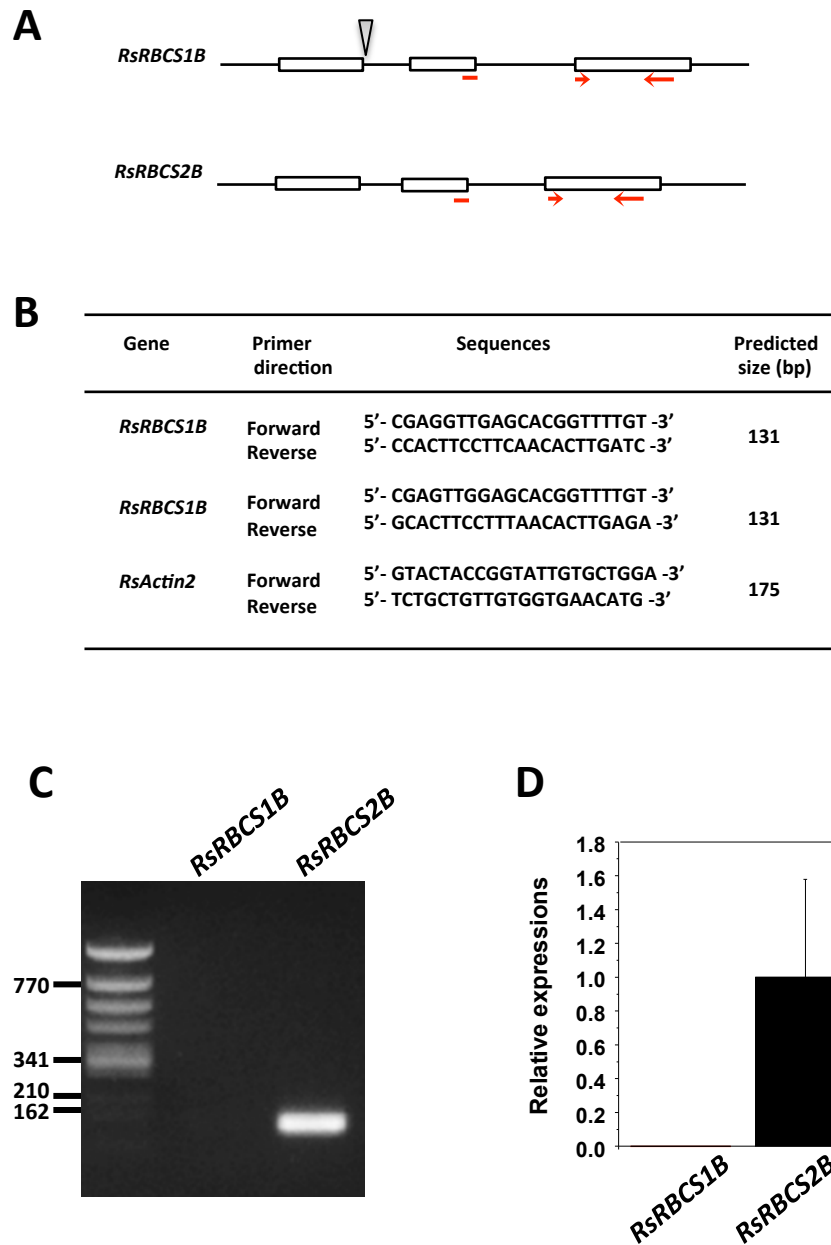 A
RsRBCS1B
RsRBCS2B
B
Gene Primer direction Sequences Predicted size (bp)
RsRBCS1B Forward 5’- CGAGGTTGAGCACGGTTTTGT -3’ 131
Reverse 5’- CCACTTCCTTCAACACTTGATC -3’
RsRBCS1B Forward 5’- CGAGTTGGAGCACGGTTTTGT -3’ 131
Reverse 5’- GCACTTCCTTTAACACTTGAGA -3’
RsActin2 Forward 5’- GTACTACCGGTATTGTGCTGGA -3’ 175
Reverse 5’- TCTGCTGTTGTGGTGAACATG -3’
C
RsRBCS1B RsRBCS2B
770
341
210
162
D
Relative expressions
1.8
1.6
1.4
1.2
1.0
0.8
0.6
0.4
0.2
0.0
RsRBCS1B RsRBCS2B